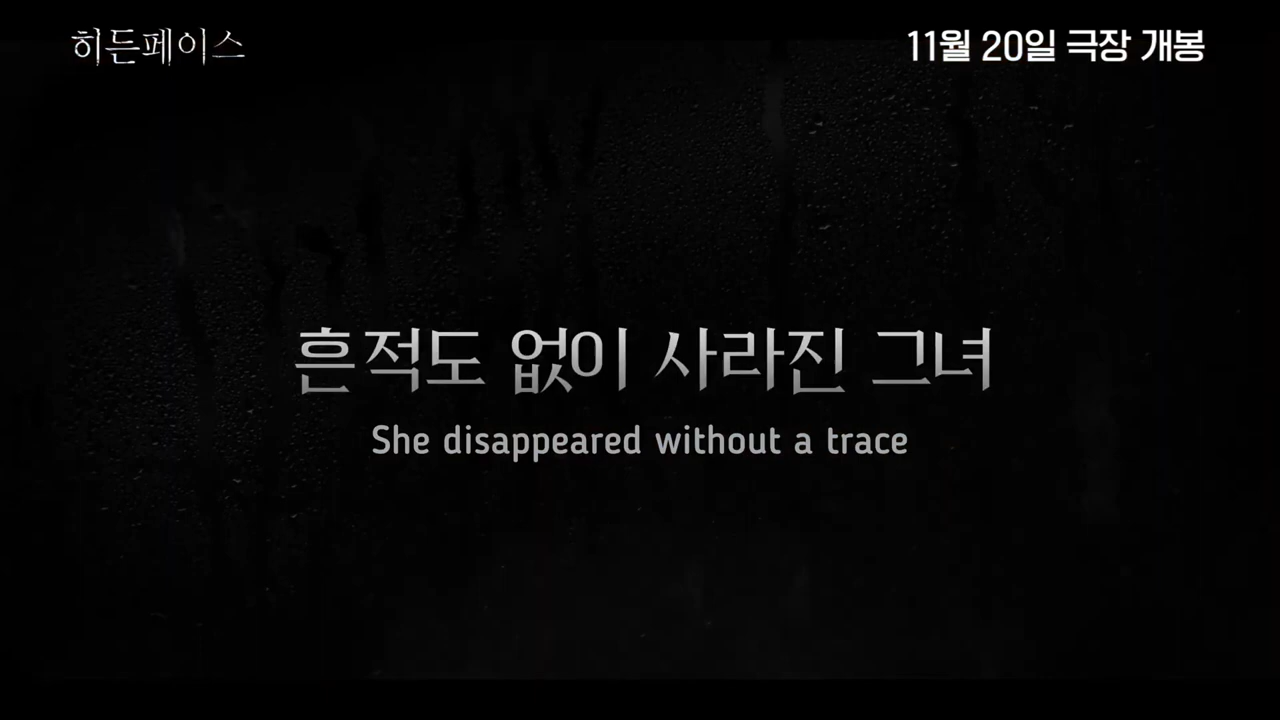 히든페이스
11월 20일 극장 개봉
흔적도 없이 사라진 그녀
She disappeared without a trace